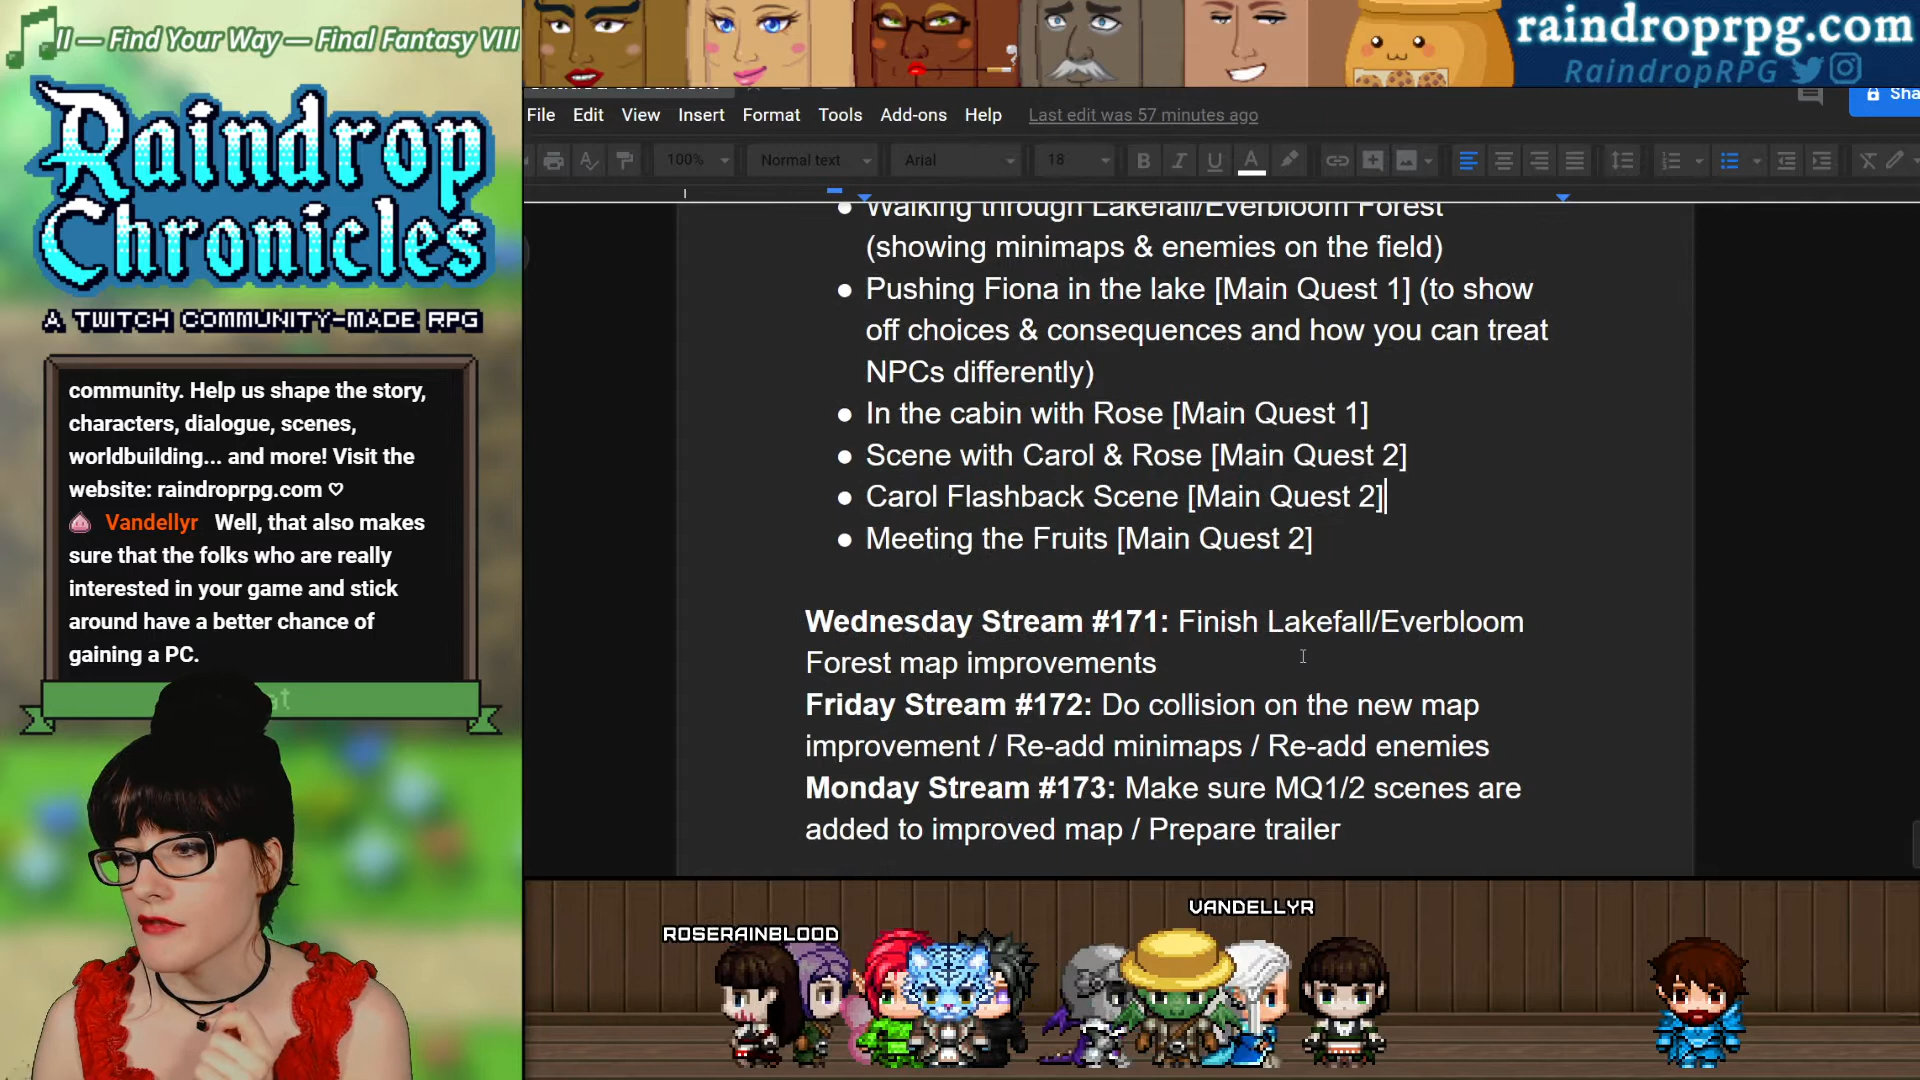 ll — Find Your Way — Final Fantasy VIII
Raindrop
Chronicles
A TWITCH COMMUNITY-MADE RPG
community. Help us shape the story,
characters, dialogue, scenes,
worldbuilding... and more! Visit the
website: raindroprpg.com ♡
Vandellyr Well, that also makes
sure that the folks who are really
interested in your game and stick
around have a better chance of
gaining a PC.
raindroprpg.com
RaindropRPG
File Edit View Insert Format Tools Add-ons Help Last edit was 57 minutes ago
Sha
100% Normal text Arial 18
● Walking through Lakefall/Everbloom Forest
(showing minimaps & enemies on the field)
● Pushing Fiona in the lake [Main Quest 1] (to show
off choices & consequences and how you can treat
NPCs differently)
● In the cabin with Rose [Main Quest 1]
● Scene with Carol & Rose [Main Quest 2]
● Carol Flashback Scene [Main Quest 2]
● Meeting the Fruits [Main Quest 2]
Wednesday Stream #171: Finish Lakefall/Everbloom
Forest map improvements
Friday Stream #172: Do collision on the new map
improvement / Re-add minimaps / Re-add enemies
Monday Stream #173: Make sure MQ1/2 scenes are
added to improved map / Prepare trailer
ROSERAINBLOOD
VANDELLYR